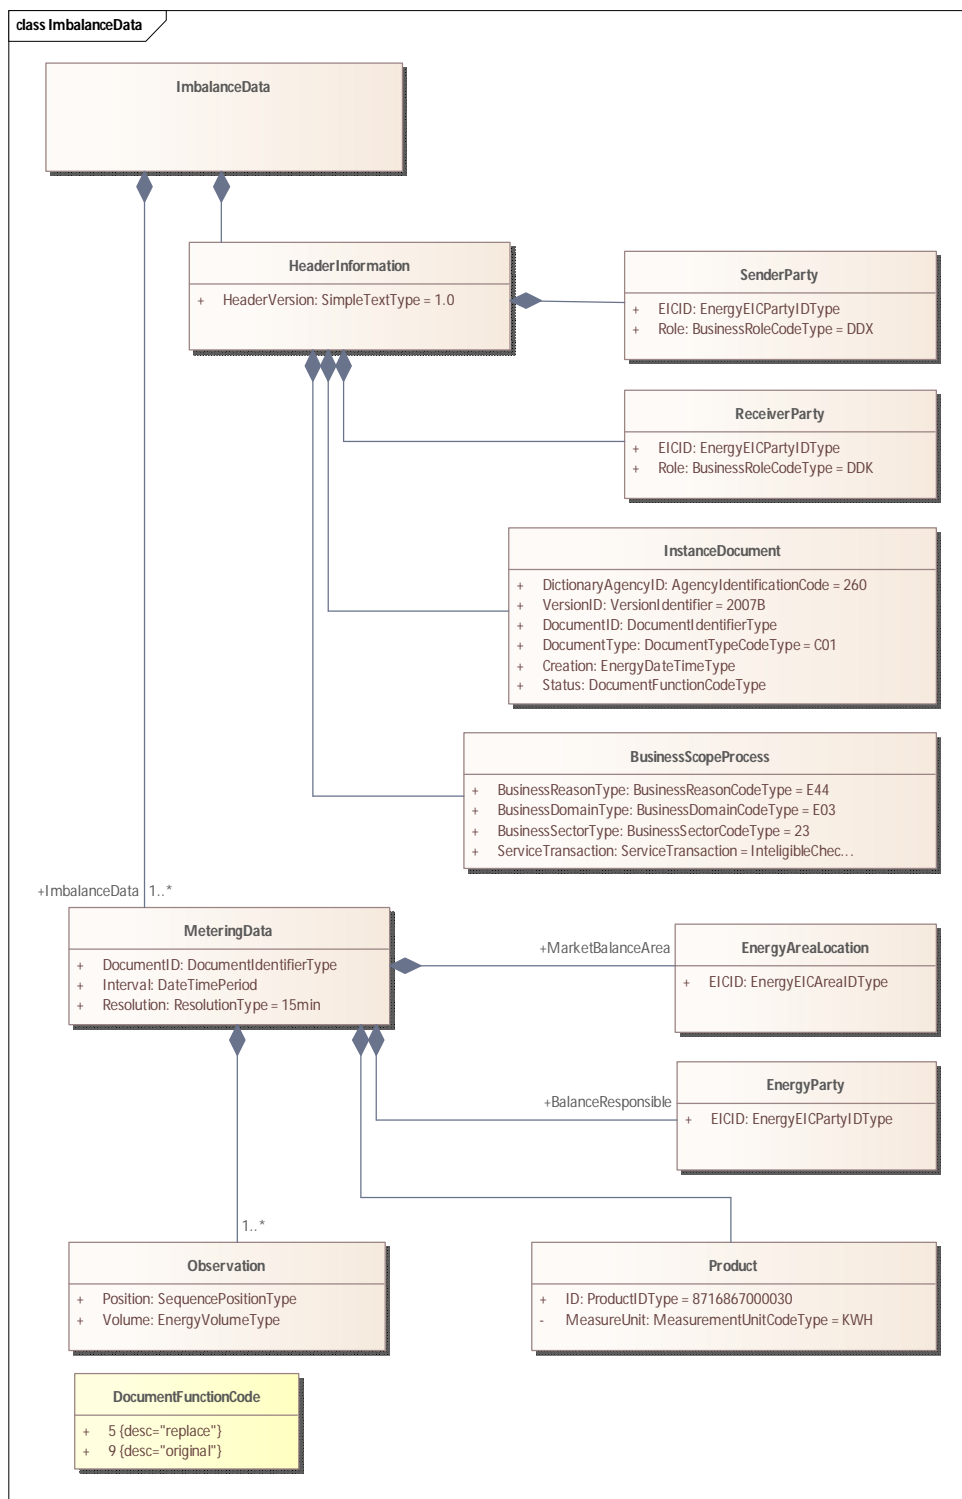 class ImbalanceData
ImbalanceData
HeaderInformation
+ HeaderVersion: SimpleTextType = 1.0
SenderParty
+ EICID: EnergyEICPartyIDType
+ Role: BusinessRoleCodeType = DDX
ReceiverParty
+ EICID: EnergyEICPartyIDType
+ Role: BusinessRoleCodeType = DDK
InstanceDocument
+ DictionaryAgencyID: AgencyIdentificationCode = 260
+ VersionID: VersionIdentifier = 2007B
+ DocumentID: DocumentIdentifierType
+ DocumentType: DocumentTypeCodeType = C01
+ Creation: EnergyDateTimeType
+ Status: DocumentFunctionCodeType
BusinessScopeProcess
+ BusinessReasonType: BusinessReasonCodeType = E44
+ BusinessDomainType: BusinessDomainCodeType = E03
+ BusinessSectorType: BusinessSectorCodeType = 23
+ ServiceTransaction: ServiceTransaction = InteligibleChec...
+ImbalanceData 1..*
MeteringData
+ DocumentID: DocumentIdentifierType
+ Interval: DateTimePeriod
+ Resolution: ResolutionType = 15min
+MarketBalanceArea
EnergyAreaLocation
+ EICID: EnergyEICAreaIDType
+BalanceResponsible
EnergyParty
+ EICID: EnergyEICPartyIDType
1..*
Observation
+ Position: SequencePositionType
+ Volume: EnergyVolumeType
Product
+ ID: ProductIDType = 8716867000030
- MeasureUnit: MeasurementUnitCodeType = KWH
DocumentFunctionCode
+ 5 {desc="replace"}
+ 9 {desc="original"}